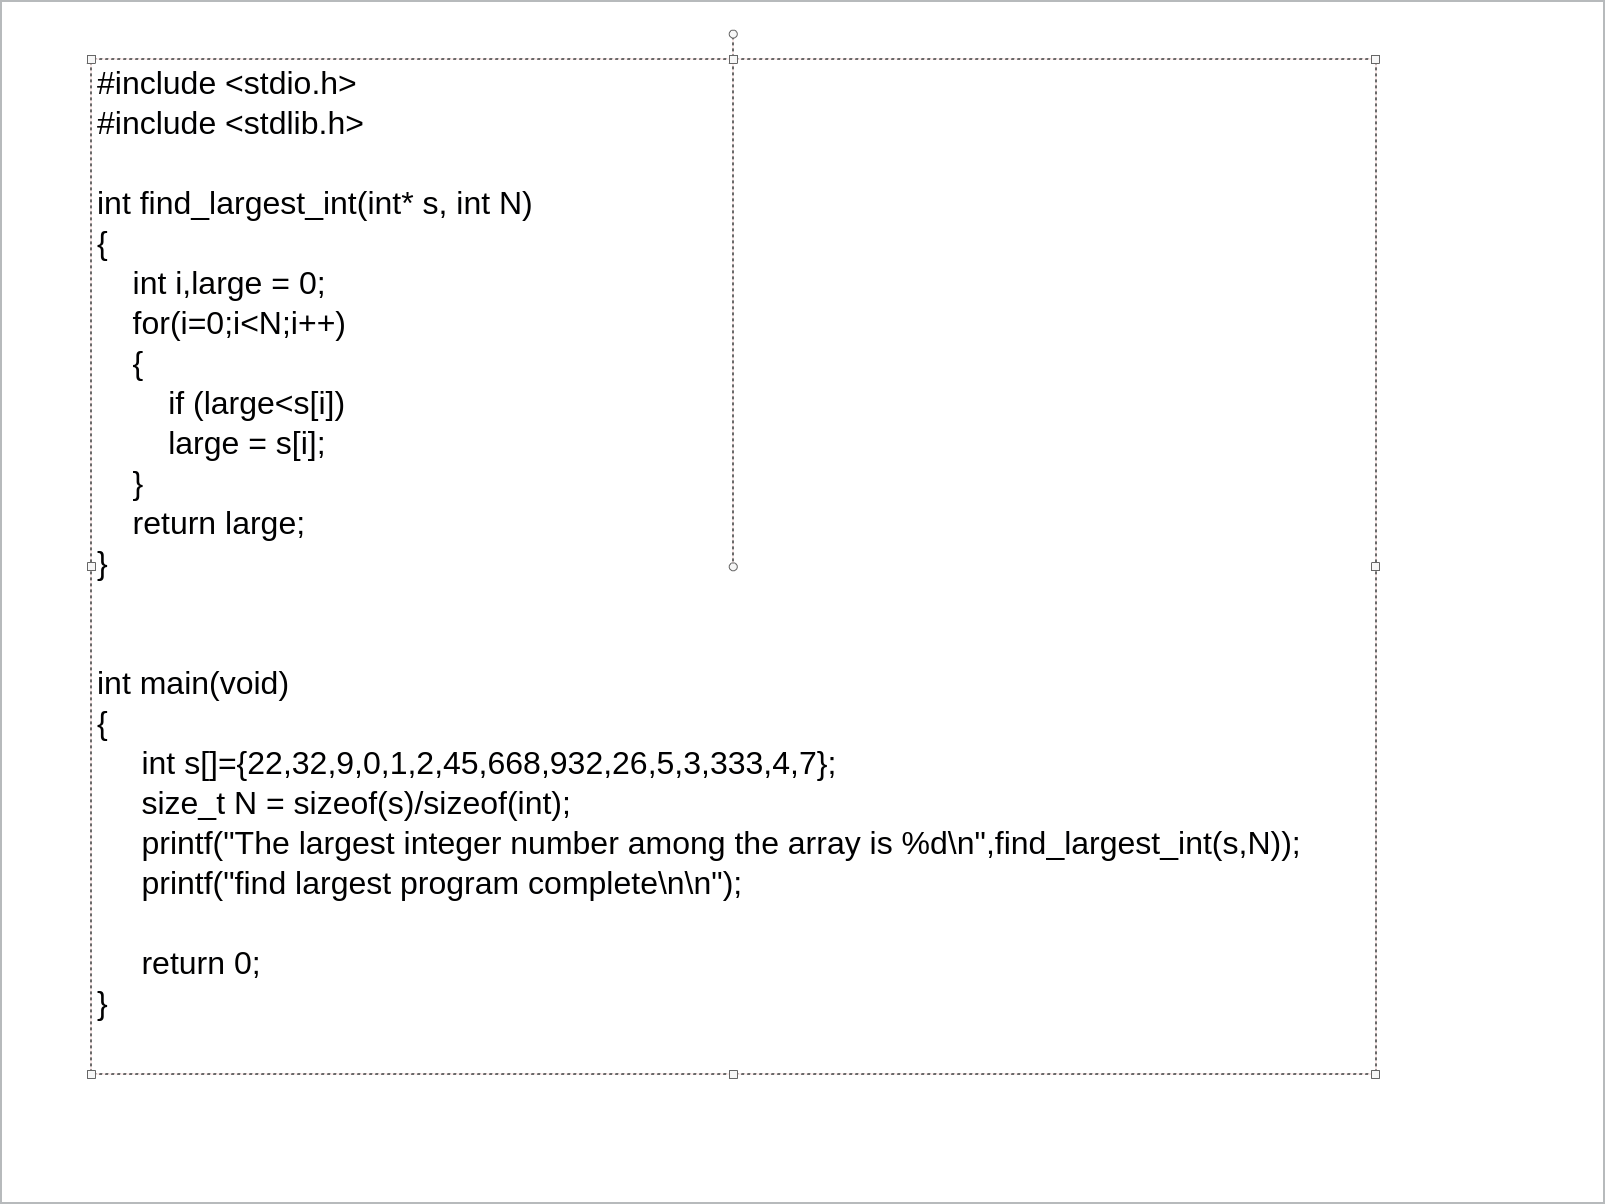 #include <stdio.h>
#include <stdlib.h>

int find_largest_int(int* s, int N)
{
    int i,large = 0;
    for(i=0;i<N;i++)
    {
        if (large<s[i])
        large = s[i];
    }
    return large;
}


int main(void)
{
     int s[]={22,32,9,0,1,2,45,668,932,26,5,3,333,4,7};
     size_t N = sizeof(s)/sizeof(int);
     printf("The largest integer number among the array is %d\n",find_largest_int(s,N));
     printf("find largest program complete\n\n");

     return 0;
}